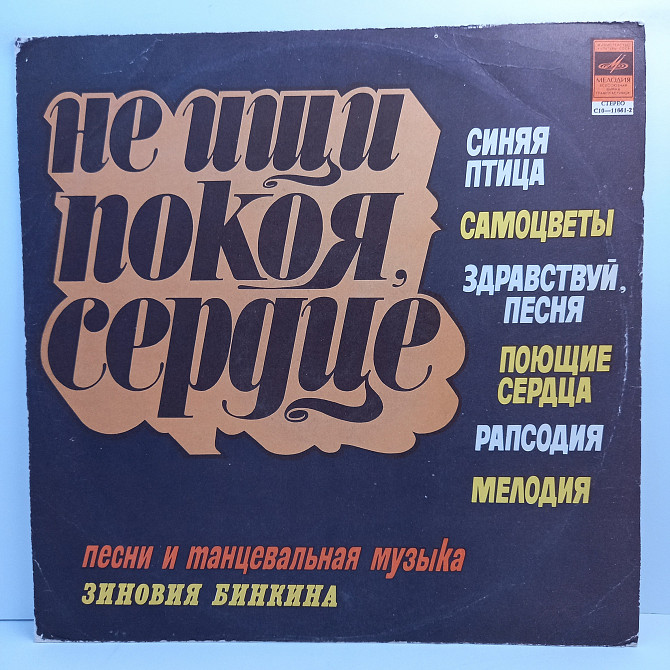 не ищи
покоя,
сердце
МЕЛОДИЯ
СТЕРЕО
С10—11661-2
СИНЯЯ
ПТИЦА
САМОЦВЕТЫ
ЗДРАВСТВУЙ,
ПЕСНЯ
ПОЮЩИЕ
СЕРДЦА
РАПСОДИЯ
МЕЛОДИЯ
песни и танцевальная музыка
ЗИНОВИЯ БИНКИНА